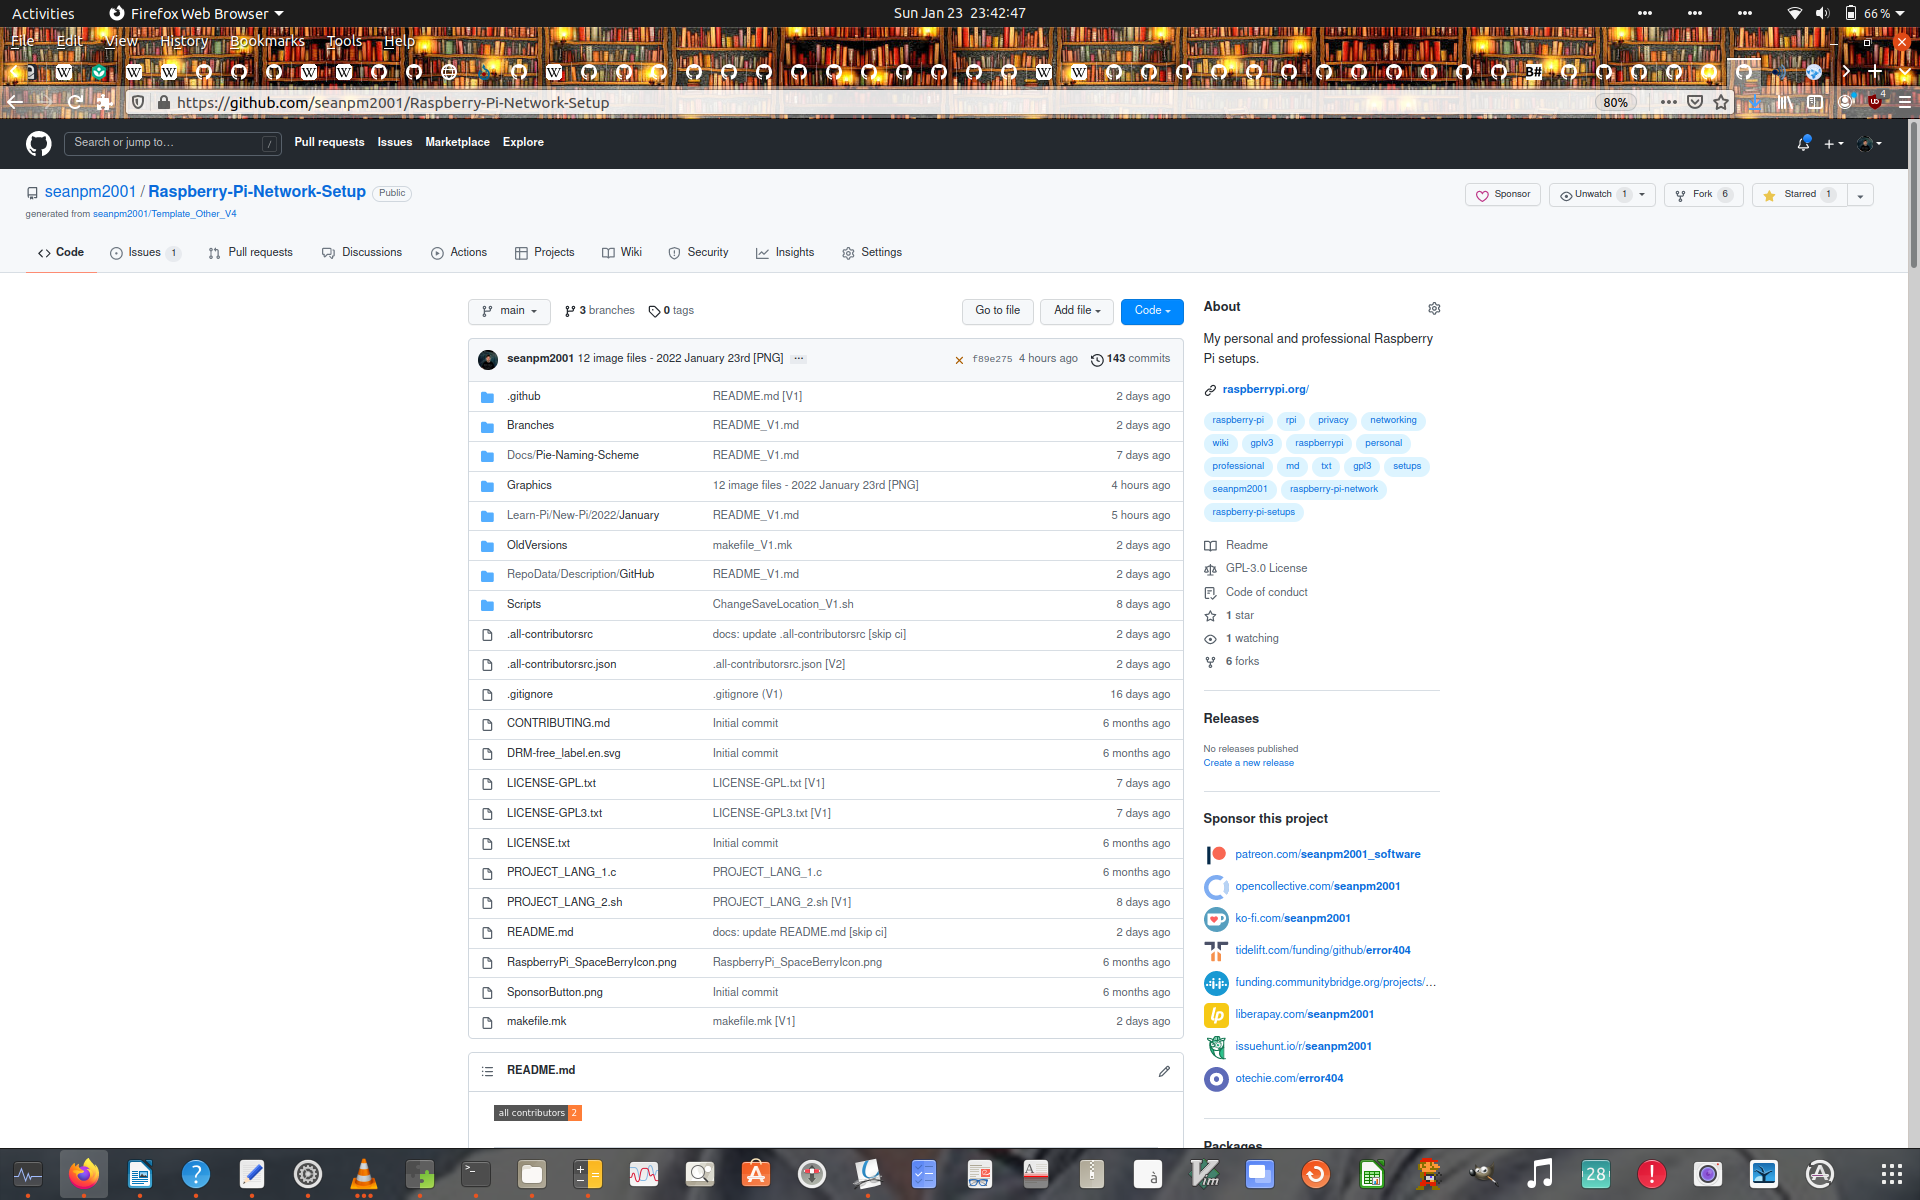 Activities
Firefox Web Browser
Sun Jan 23 23:42:47
66 %
File Edit View History Bookmarks Tools Help
https://github.com/seanpm2001/Raspberry-Pi-Network-Setup
80%
4
Search or jump to…
/
Pull requests Issues Marketplace Explore
seanpm2001 / Raspberry-Pi-Network-Setup Public
generated from seanpm2001/Template_Other_V4
Sponsor
Unwatch 1
Fork 6
Starred 1
Code
Issues 1
Pull requests
Discussions
Actions
Projects
Wiki
Security
Insights
Settings
main
3 branches
0 tags
Go to file
Add file
Code
seanpm2001 12 image files - 2022 January 23rd [PNG] ···
f89e275 4 hours ago
143 commits
.github README.md [V1] 2 days ago
Branches README_V1.md 2 days ago
Docs/Pie-Naming-Scheme README_V1.md 7 days ago
Graphics 12 image files - 2022 January 23rd [PNG] 4 hours ago
Learn-Pi/New-Pi/2022/January README_V1.md 5 hours ago
OldVersions makefile_V1.mk 2 days ago
RepoData/Description/GitHub README_V1.md 2 days ago
Scripts ChangeSaveLocation_V1.sh 8 days ago
.all-contributorsrc docs: update .all-contributorsrc [skip ci] 2 days ago
.all-contributorsrc.json .all-contributorsrc.json [V2] 2 days ago
.gitignore .gitignore (V1) 16 days ago
CONTRIBUTING.md Initial commit 6 months ago
DRM-free_label.en.svg Initial commit 6 months ago
LICENSE-GPL.txt LICENSE-GPL.txt [V1] 7 days ago
LICENSE-GPL3.txt LICENSE-GPL3.txt [V1] 7 days ago
LICENSE.txt Initial commit 6 months ago
PROJECT_LANG_1.c PROJECT_LANG_1.c 6 months ago
PROJECT_LANG_2.sh PROJECT_LANG_2.sh [V1] 8 days ago
README.md docs: update README.md [skip ci] 2 days ago
RaspberryPi_SpaceBerryIcon.png RaspberryPi_SpaceBerryIcon.png 6 months ago
SponsorButton.png Initial commit 6 months ago
makefile.mk makefile.mk [V1] 2 days ago
README.md
all contributors 2
About
My personal and professional Raspberry
Pi setups.
raspberrypi.org/
raspberry-pi rpi privacy networking
wiki gplv3 raspberrypi personal
professional md txt gpl3 setups
seanpm2001 raspberry-pi-network
raspberry-pi-setups
Readme
GPL-3.0 License
Code of conduct
1 star
1 watching
6 forks
Releases
No releases published
Create a new release
Sponsor this project
patreon.com/seanpm2001_software
opencollective.com/seanpm2001
ko-fi.com/seanpm2001
tidelift.com/funding/github/error404
funding.communitybridge.org/projects/…
liberapay.com/seanpm2001
issuehunt.io/r/seanpm2001
otechie.com/error404
Packages
28